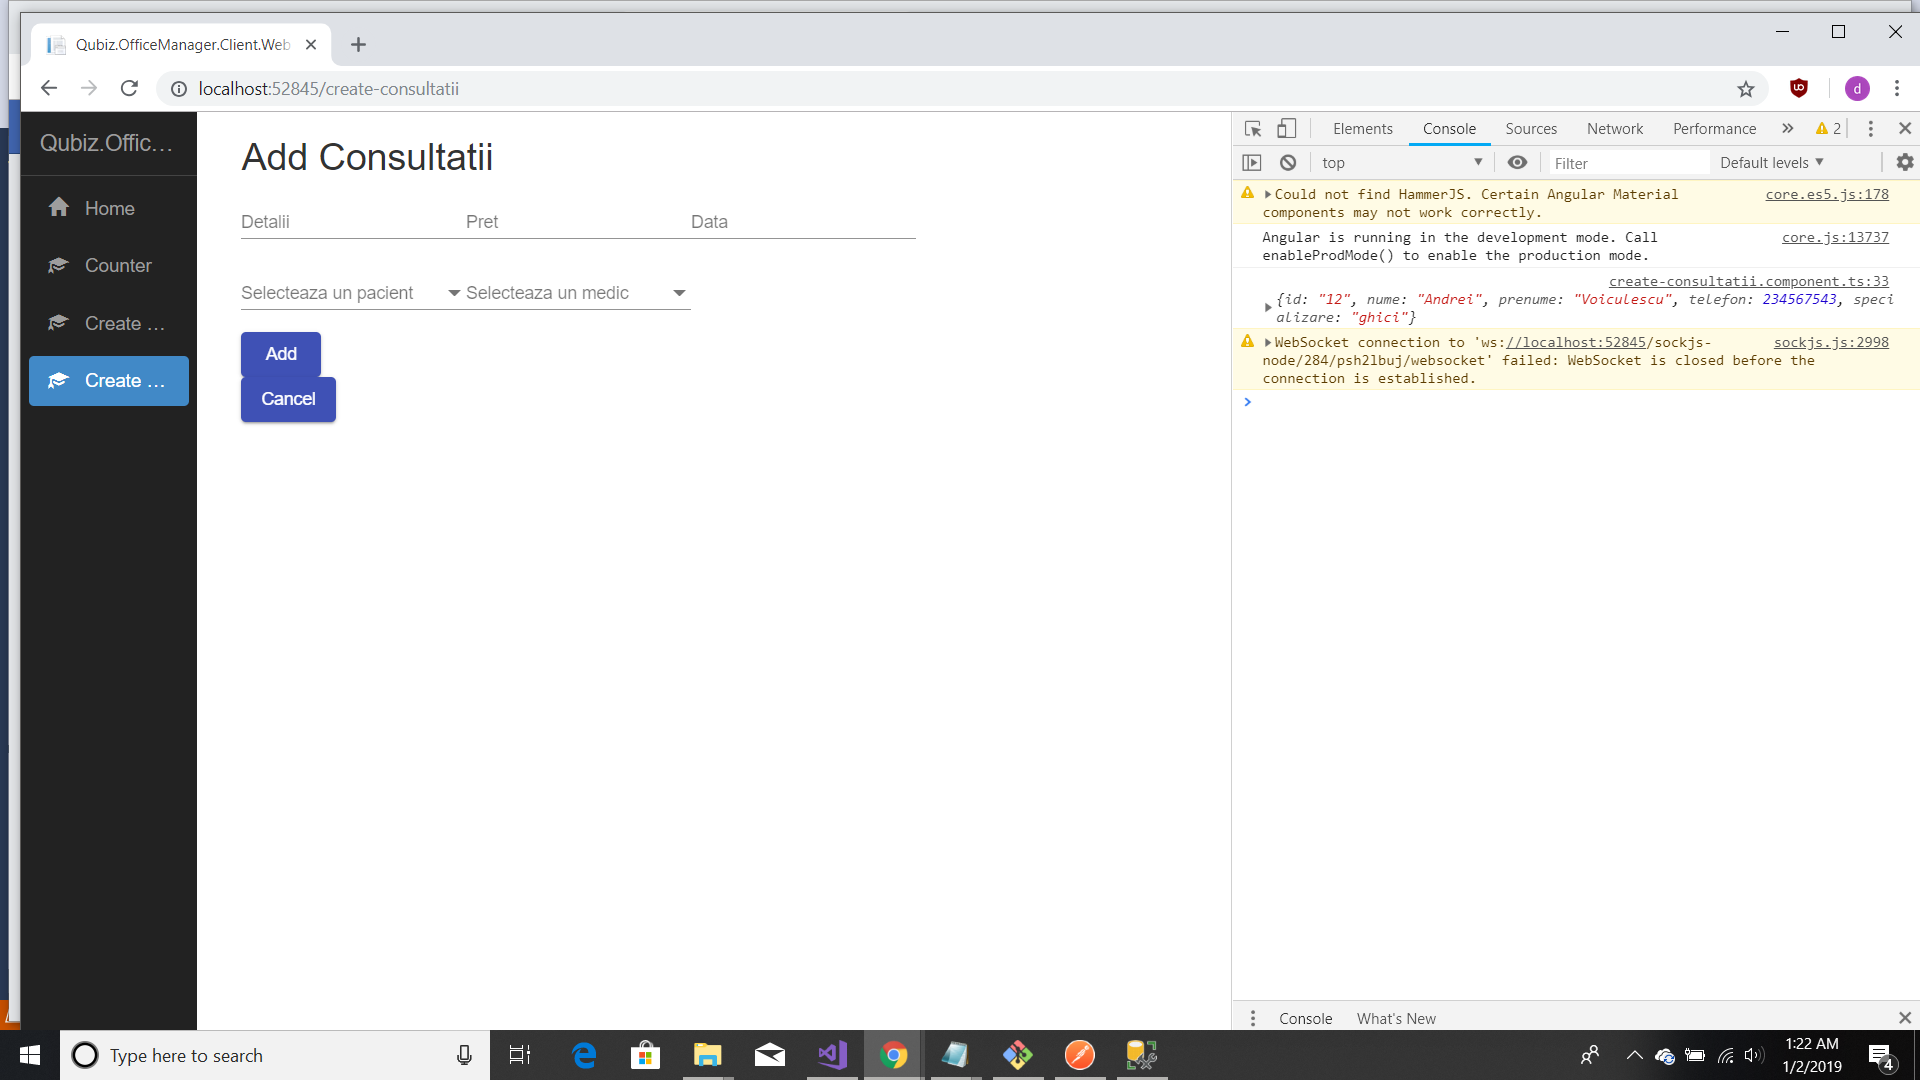 Qubiz.OfficeManager.Client.Web
localhost:52845/create-consultatii
d
Qubiz.Offic...
Home
Counter
Create ...
Create ...
Add Consultatii
Detalii
Pret
Data
Selecteaza un pacient
Selecteaza un medic
Add
Cancel
Elements
Console
Sources
Network
Performance
2
top
Filter
Default levels
Could not find HammerJS. Certain Angular Material core.es5.js:178
components may not work correctly.
Angular is running in the development mode. Call core.js:13737
enableProdMode() to enable the production mode.
create-consultatii.component.ts:33
{id: "12", nume: "Andrei", prenume: "Voiculescu", telefon: 234567543, speci
alizare: "ghici"}
WebSocket connection to 'ws://localhost:52845/sockjs- sockjs.js:2998
node/284/psh2lbuj/websocket' failed: WebSocket is closed before the
connection is established.
Console
What's New
Type here to search
1:22 AM
1/2/2019
4